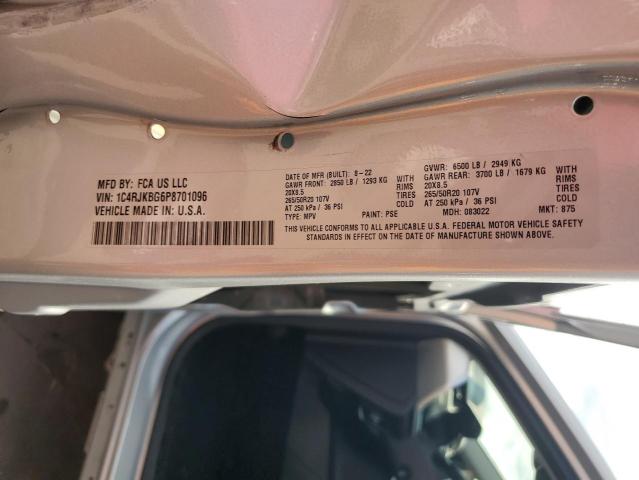 MFD BY: FCA US LLC
VIN: 1C4RJKBG6P8701096
VEHICLE MADE IN: U.S.A.
DATE OF MFR (BUILT): 8-22 GVWR: 6500 LB / 2949 KG
GAWR FRONT: 2850 LB / 1293 KG WITH GAWR REAR: 3700 LB / 1679 KG WITH
20X8.5 RIMS 20X8.5 RIMS
265/50R20 107V TIRES 265/50R20 107V TIRES
AT 250 kPa / 36 PSI COLD AT 250 kPa / 36 PSI COLD
TYPE: MPV PAINT: PSE MDH: 083022 MKT: 875
THIS VEHICLE CONFORMS TO ALL APPLICABLE U.S.A. FEDERAL MOTOR VEHICLE SAFETY
STANDARDS IN EFFECT ON THE DATE OF MANUFACTURE SHOWN ABOVE.